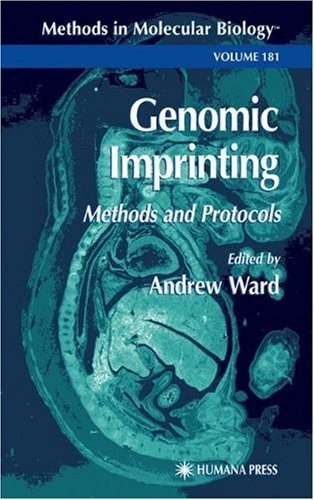 Methods in Molecular Biology™
VOLUME 181
Genomic
Imprinting
Methods and Protocols
Edited by
Andrew Ward
HUMANA PRESS